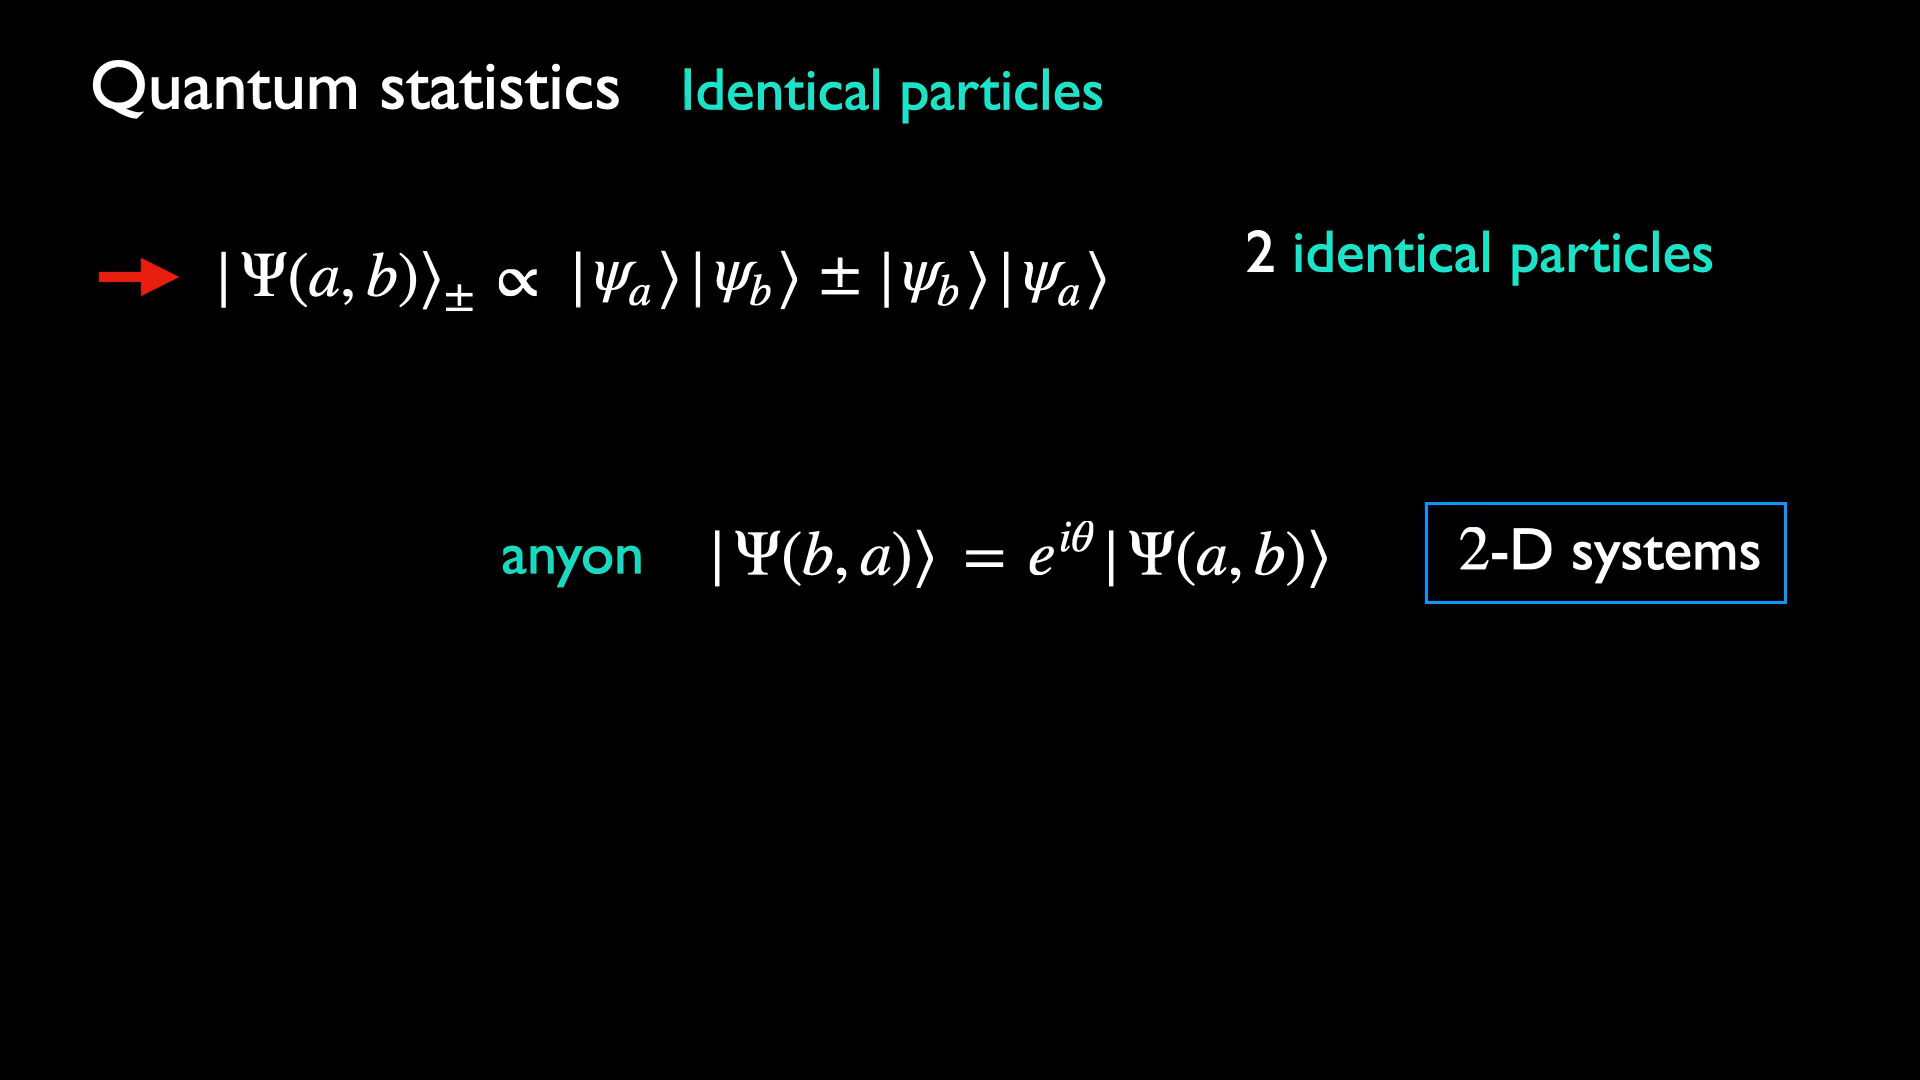 Quantum statistics Identical particles
2 identical particles
|Ψ(a, b)⟩± ∝ |ψa⟩|ψb⟩ ± |ψb⟩|ψa⟩
anyon |Ψ(b, a)⟩ = e^{iθ}|Ψ(a, b)⟩ 2-D systems